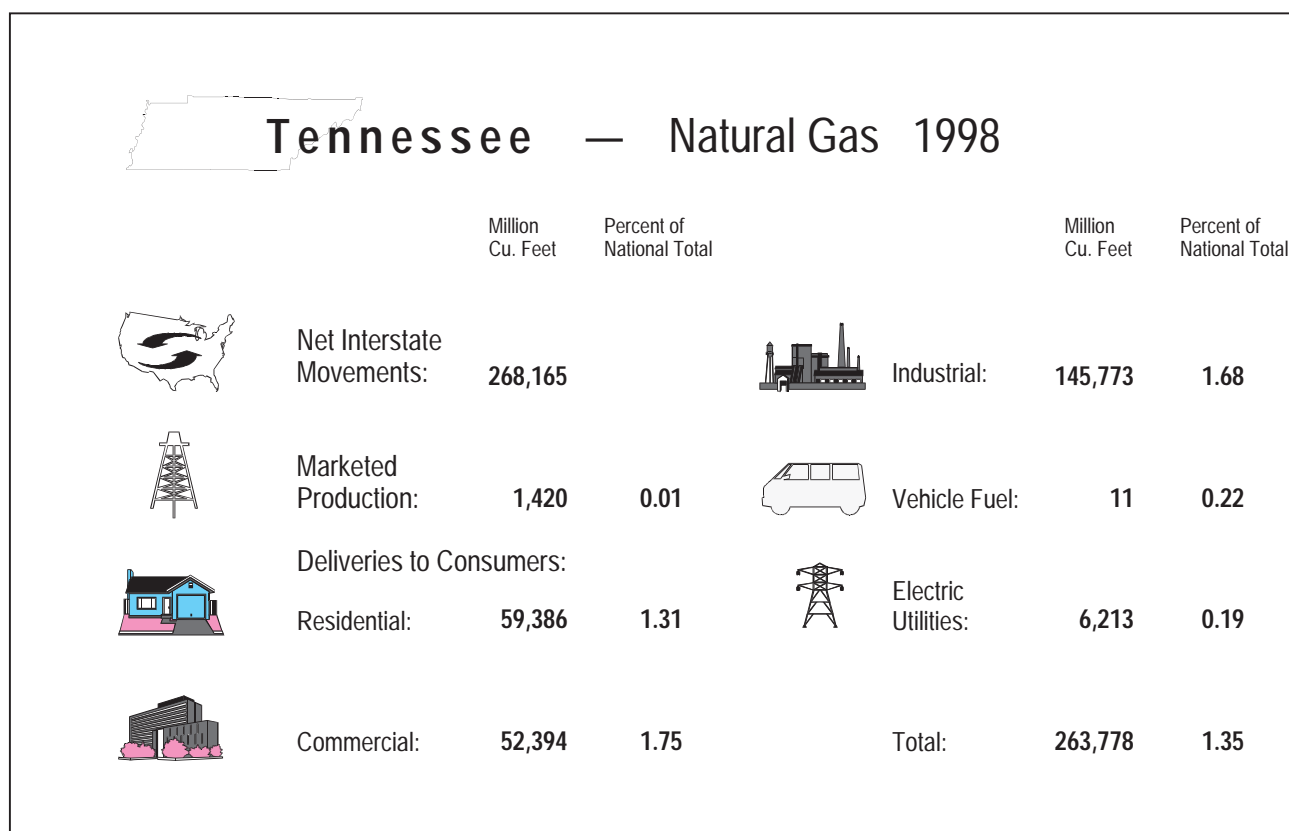 Tennessee — Natural Gas 1998
Million Cu. Feet
Percent of National Total
Million Cu. Feet
Percent of National Total
Net Interstate
Movements: 268,165
Marketed
Production: 1,420 0.01
Deliveries to Consumers:
Residential: 59,386 1.31
Commercial: 52,394 1.75
Industrial: 145,773 1.68
Vehicle Fuel: 11 0.22
Electric
Utilities: 6,213 0.19
Total: 263,778 1.35